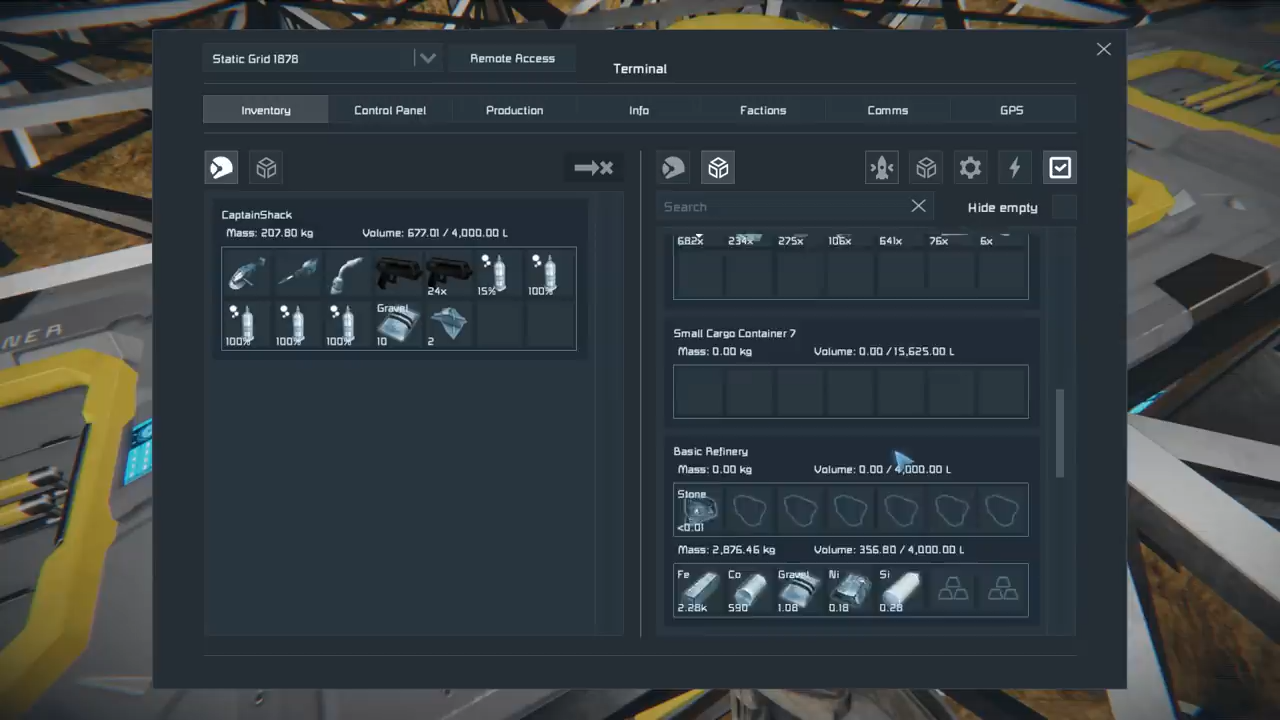 Static Grid 1878
Remote Access
Terminal
Inventory
Control Panel
Production
Info
Factions
Comms
GPS
CaptainShack
Mass: 207.80 kg Volume: 677.01 / 4,000.00 L
24x 15% 100%
Gravel
100% 100% 100% 10 2
Search
Hide empty
682x 234x 275x 106x 641x 76x 6x
Small Cargo Container 7
Mass: 0.00 kg Volume: 0.00 / 15,625.00 L
Basic Refinery
Mass: 0.00 kg Volume: 0.00 / 4,000.00 L
Stone
<0.01
Mass: 2,876.46 kg Volume: 356.80 / 4,000.00 L
Fe Co Gravel Ni Si
2.28k 590 1.08 0.18 0.28
NER